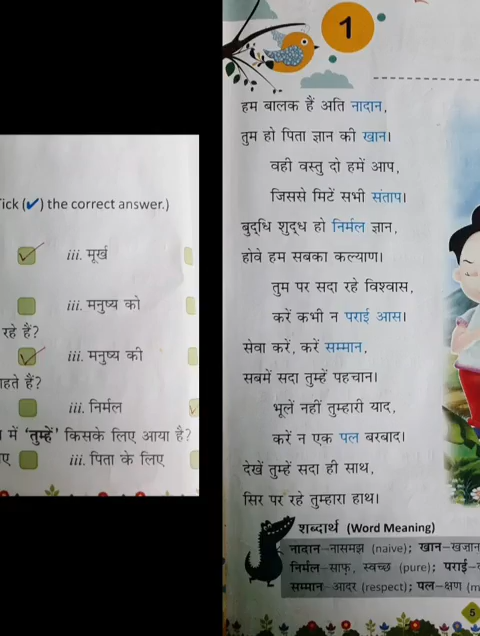 ick (✔) the correct answer.)
iii. मूर्ख
iii. मनुष्य को
रहे हैं?
iii. मनुष्य की
हते हैं?
iii. निर्मल
में 'तुम्हें' किसके लिए आया है?
ए iii. पिता के लिए
1
हम बालक हैं अति नादान,
तुम हो पिता ज्ञान की खान।
वही वस्तु दो हमें आप,
जिससे मिटें सभी संताप।
बुद्धि शुद्ध हो निर्मल ज्ञान,
होवे हम सबका कल्याण।
तुम पर सदा रहे विश्वास,
करें कभी न पराई आस।
सेवा करें, करें सम्मान,
सबमें सदा तुम्हें पहचान।
भूलें नहीं तुम्हारी याद,
करें न एक पल बरबाद।
देखें तुम्हें सदा ही साथ,
सिर पर रहे तुम्हारा हाथ।
शब्दार्थ (Word Meaning)
नादान–नासमझ (naive); खान–खज़ान
निर्मल–साफ़, स्वच्छ (pure); पराई–
सम्मान–आदर (respect); पल–क्षण (m
5